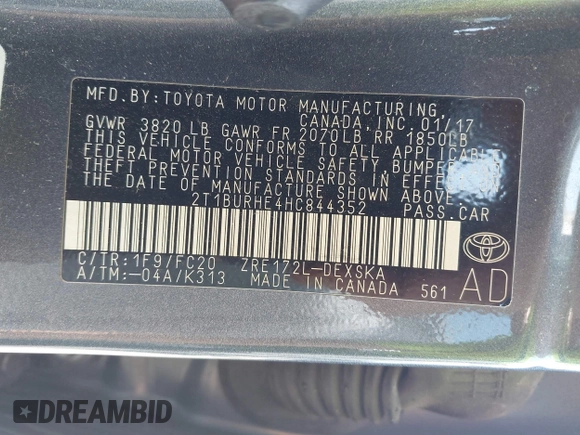 MFD.BY:TOYOTA MOTOR MANUFACTURING,
CANADA, INC. 01/17
GVWR 3820 LB GAWR FR 2070LB RR 1850LB
THIS VEHICLE CONFORMS TO ALL APPLICABLE
FEDERAL MOTOR VEHICLE SAFETY, BUMPER,
THEFT PREVENTION STANDARDS IN EFFECT
THE DATE OF MANUFACTURE SHOWN ABOVE.
2T1BURHE4HC844352 PASS.CAR
C/TR:1F9/FC20 ZRE172L-DEXSKA
A/TM:-04A/K313 MADE IN CANADA 561
TOYOTA
AD
DREAMBID